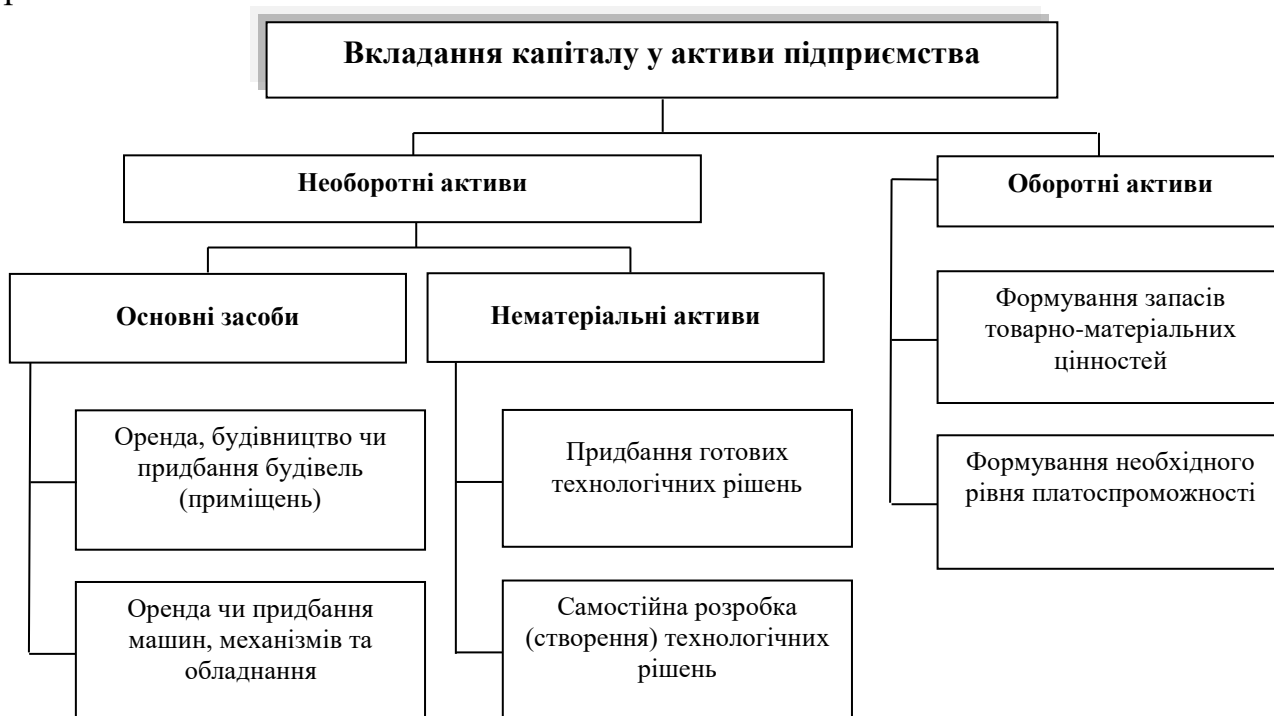 Вкладання капіталу у активи підприємства
Необоротні активи
Оборотні активи
Основні засоби
Нематеріальні активи
Формування запасів
товарно-матеріальних
цінностей
Оренда, будівництво чи
придбання будівель
(приміщень)
Придбання готових
технологічних рішень
Формування необхідного
рівня платоспроможності
Оренда чи придбання
машин, механізмів та
обладнання
Самостійна розробка
(створення) технологічних
рішень